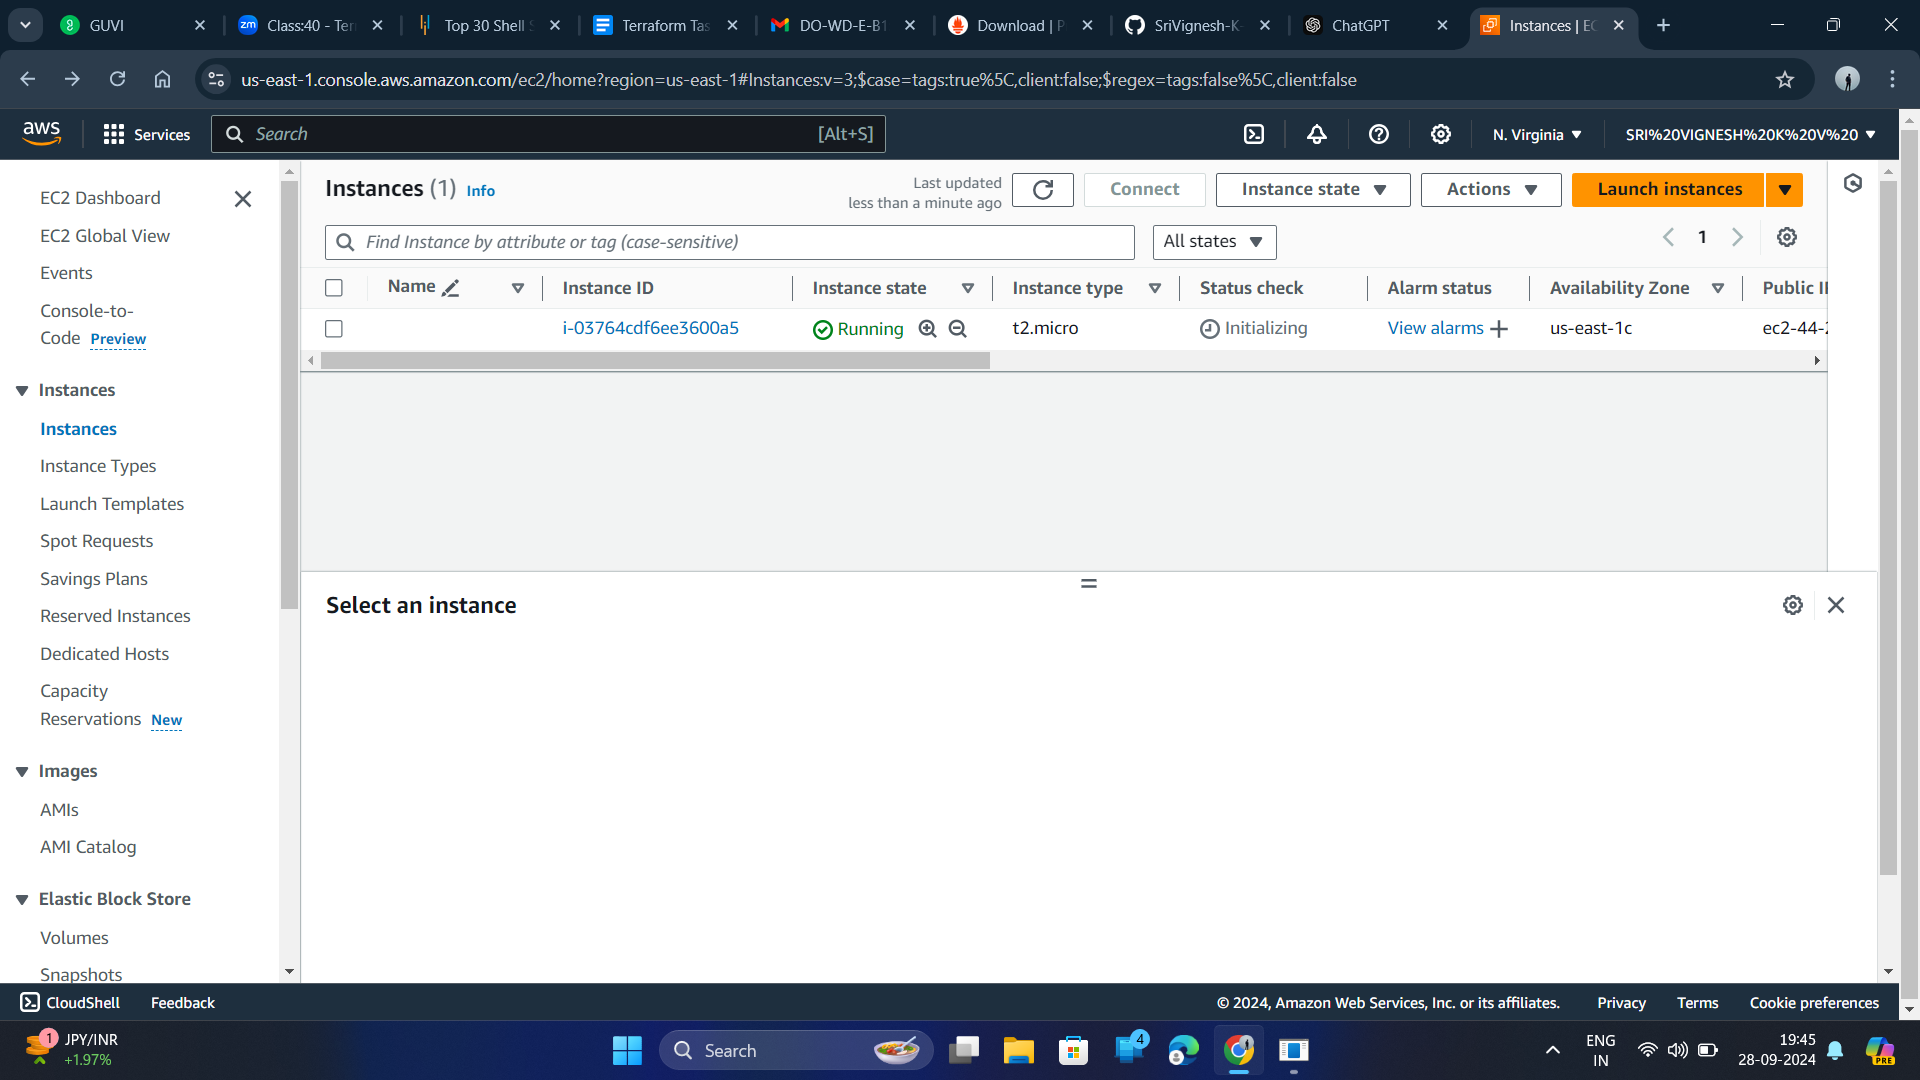 GUVI
Class:40 - Ter
Top 30 Shell S
Terraform Tas
DO-WD-E-B1
Download | P
SriVignesh-K
ChatGPT
Instances | EC
us-east-1.console.aws.amazon.com/ec2/home?region=us-east-1#Instances:v=3;$case=tags:true%5C,client:false;$regex=tags:false%5C,client:false
aws
Services
Search
[Alt+S]
N. Virginia
SRI%20VIGNESH%20K%20V%20
EC2 Dashboard
EC2 Global View
Events
Console-to-
Code Preview
Instances
Instances
Instance Types
Launch Templates
Spot Requests
Savings Plans
Reserved Instances
Dedicated Hosts
Capacity
Reservations New
Images
AMIs
AMI Catalog
Elastic Block Store
Volumes
Snapshots
Instances (1) Info
Last updated
less than a minute ago
Connect
Instance state
Actions
Launch instances
Find Instance by attribute or tag (case-sensitive)
All states
1
Name Instance ID Instance state Instance type Status check Alarm status Availability Zone Public I
i-03764cdf6ee3600a5 Running t2.micro Initializing View alarms us-east-1c ec2-44-2
Select an instance
CloudShell Feedback
© 2024, Amazon Web Services, Inc. or its affiliates. Privacy Terms Cookie preferences
1
JPY/INR
+1.97%
Search
4
ENG
IN
19:45
28-09-2024
PRE